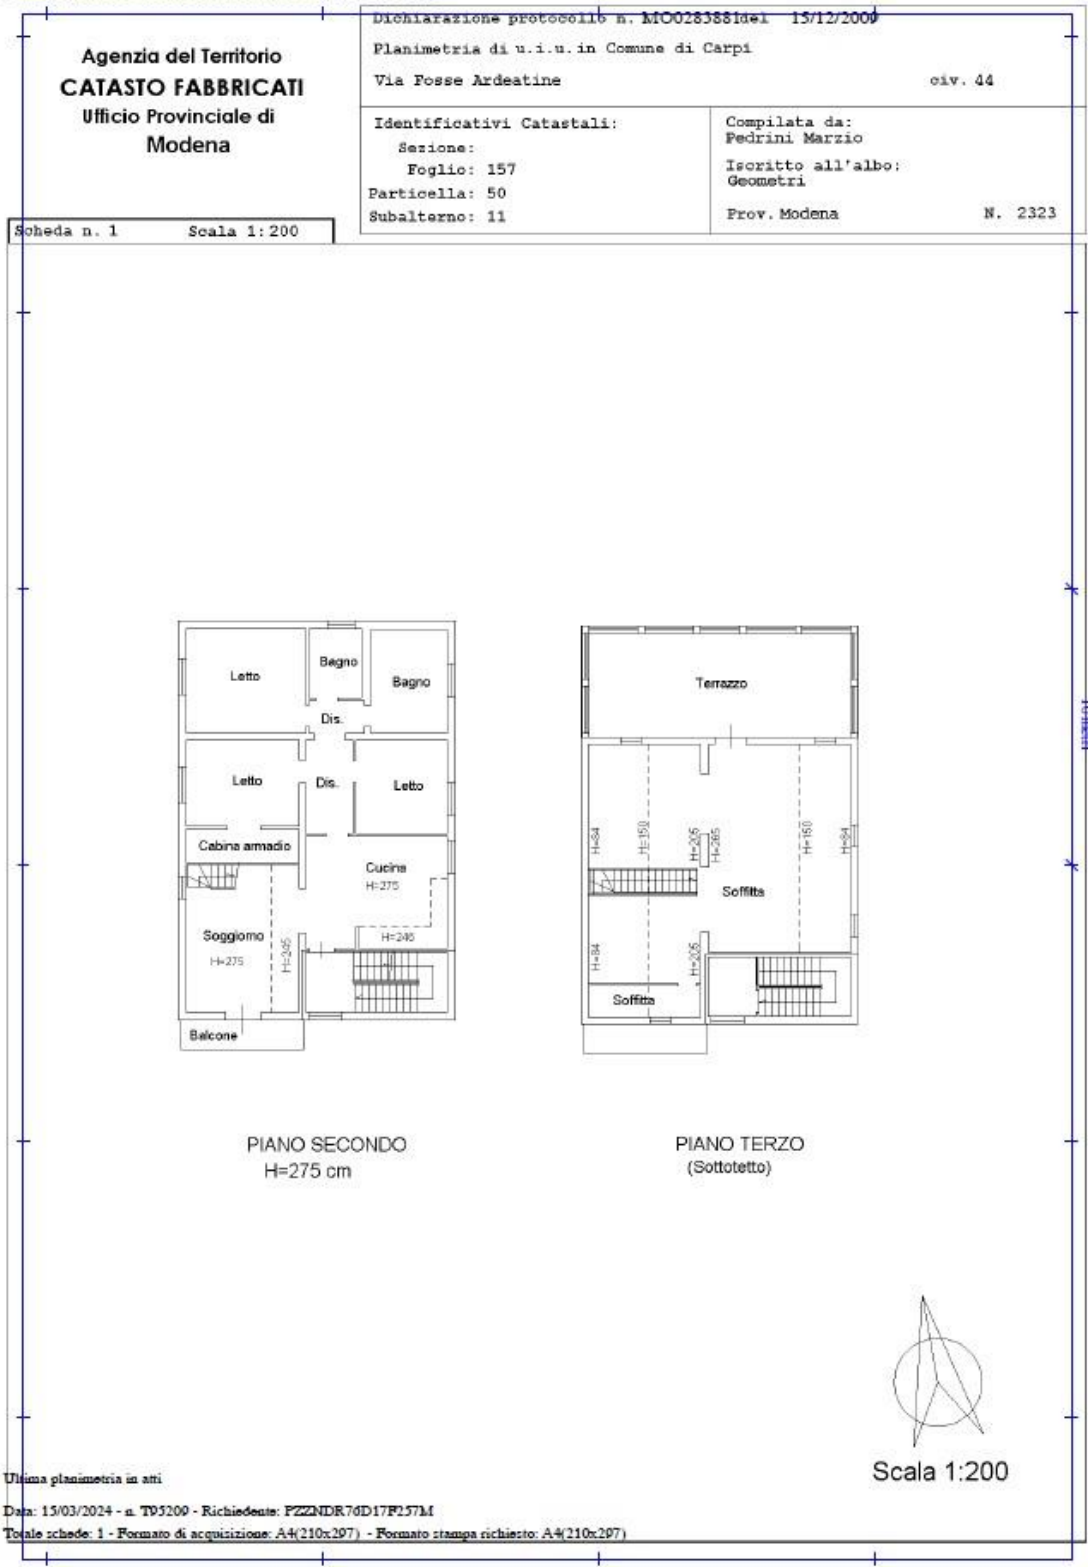 Agenzia del Territorio
CATASTO FABBRICATI
Ufficio Provinciale di
Modena
Dichiarazione protocollo n. MO0283881del 15/12/2009
Planimetria di u.i.u. in Comune di Carpi
Via Fosse Ardeatine civ. 44
Identificativi Catastali:
Sezione:
Foglio: 157
Particella: 50
Subalterno: 11
Compilata da:
Pedrini Marzio
Iscritto all'albo:
Geometri
Prov. Modena N. 2323
Scheda n. 1 Scala 1:200
Letto
Bagno
Bagno
Dis.
Letto
Dis.
Letto
Cabina armadio
Cucina
H=275
Soggiorno
H=275
H=245
H=246
Balcone
Terrazzo
H=84
H=150
H=205
H=265
H=150
H=84
Soffitta
H=84
H=205
Soffitta
PIANO SECONDO
H=275 cm
PIANO TERZO
(Sottotetto)
Scala 1:200
10 metri
Ultima planimetria in atti
Data: 15/03/2024 - n. T95209 - Richiedente: PZZNDR76D17F257M
Totale schede: 1 - Formato di acquisizione: A4(210x297) - Formato stampa richiesto: A4(210x297)